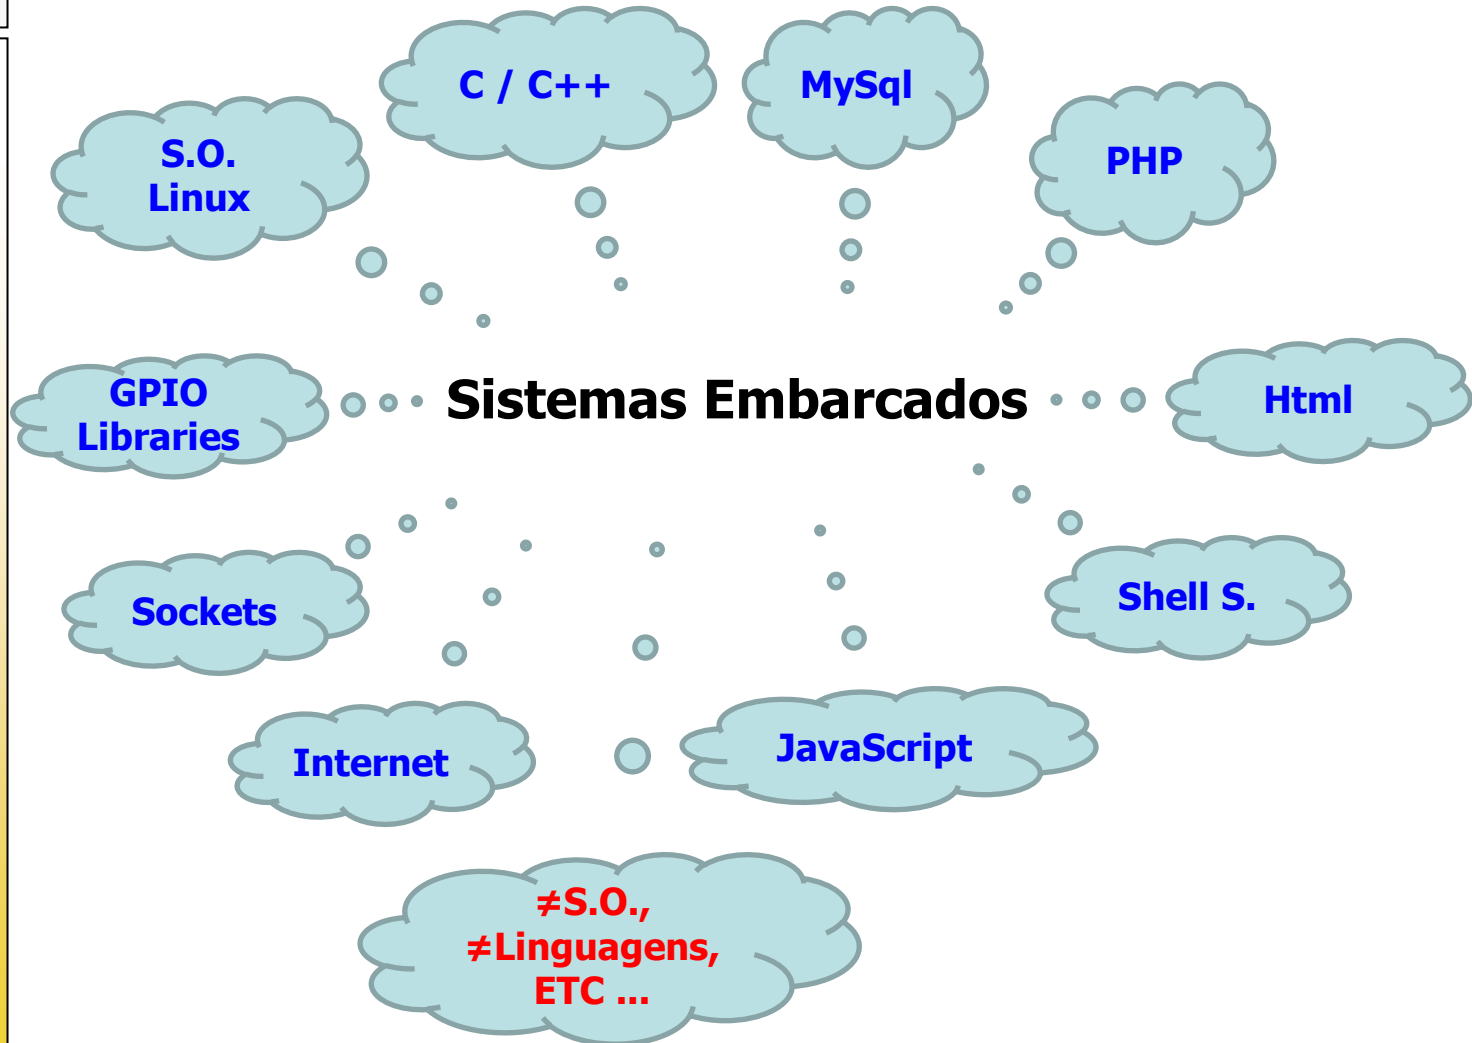 C / C++
MySql
S.O.
Linux
PHP
GPIO
Libraries
Sistemas Embarcados
Html
Sockets
Shell S.
Internet
JavaScript
≠S.O.,
≠Linguagens,
ETC ...